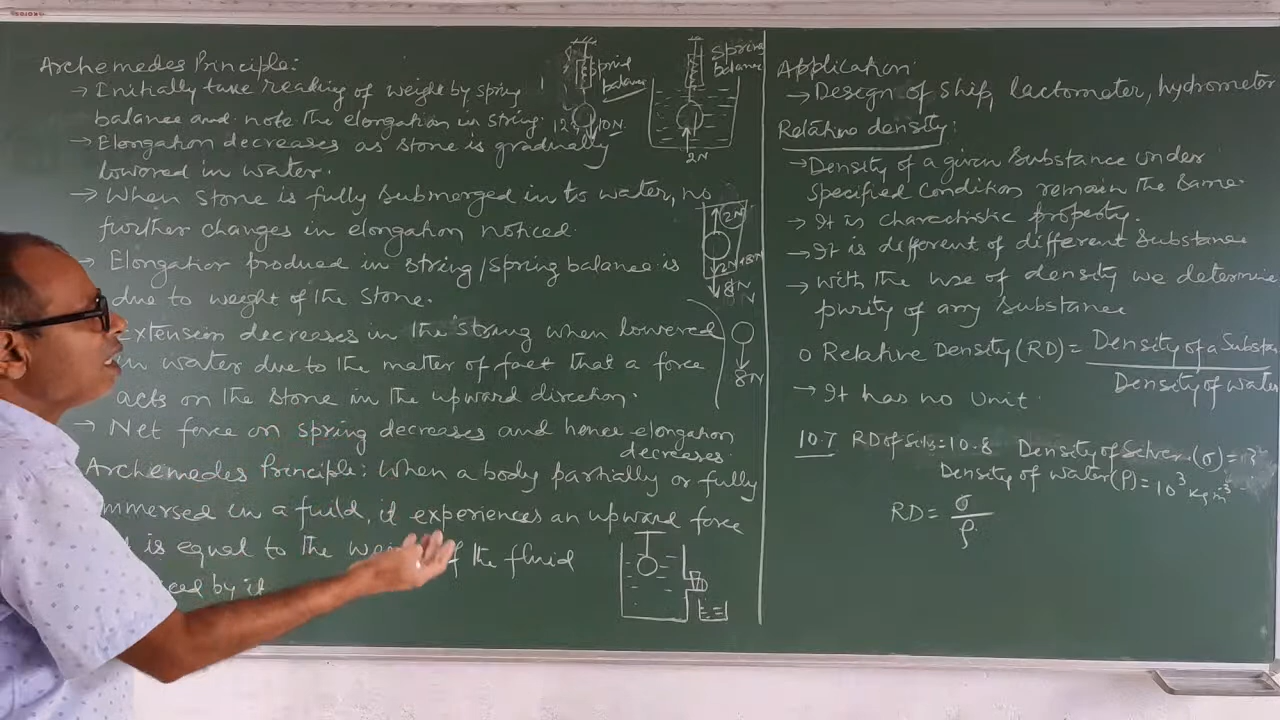 Archemedes Principle:
→ Initially take reading of weight by spring
balance and note the elongation in string.
→ Elongation decreases as stone is gradually
lowered in water.
→ When stone is fully submerged in to water, no
further changes in elongation noticed.
Elongation produced in string/spring balance is
due to weight of the stone.
Extension decreases in the string when lowered
in water due to the matter of fact that a force
acts on the stone in the upward direction.
→ Net force on spring decreases and hence elongation
decreases.
Archemedes Principle: When a body partially or fully
immersed in a fuild, it experiences an upward force
is equal to the of the fluid
by it
balance
10N
Spring
balance
2N
2N
8N
8N
Application:
→ Design of ship, lactometer, hydrometer
Relative density:
→ Density of a given substance under
specified condition remain the same.
→ It is charactristic property.
→ It is different of different substance
→ with the use of density we determine
purity of any substance
o Relative Density (RD) = Density of a Substan
Density of water
→ It has no unit.
10.7 RD of Silv = 10.8 Density of Silver (σ) = ?
Density of water (ρ) = 10³ kg m⁻³
RD = σ
ρ